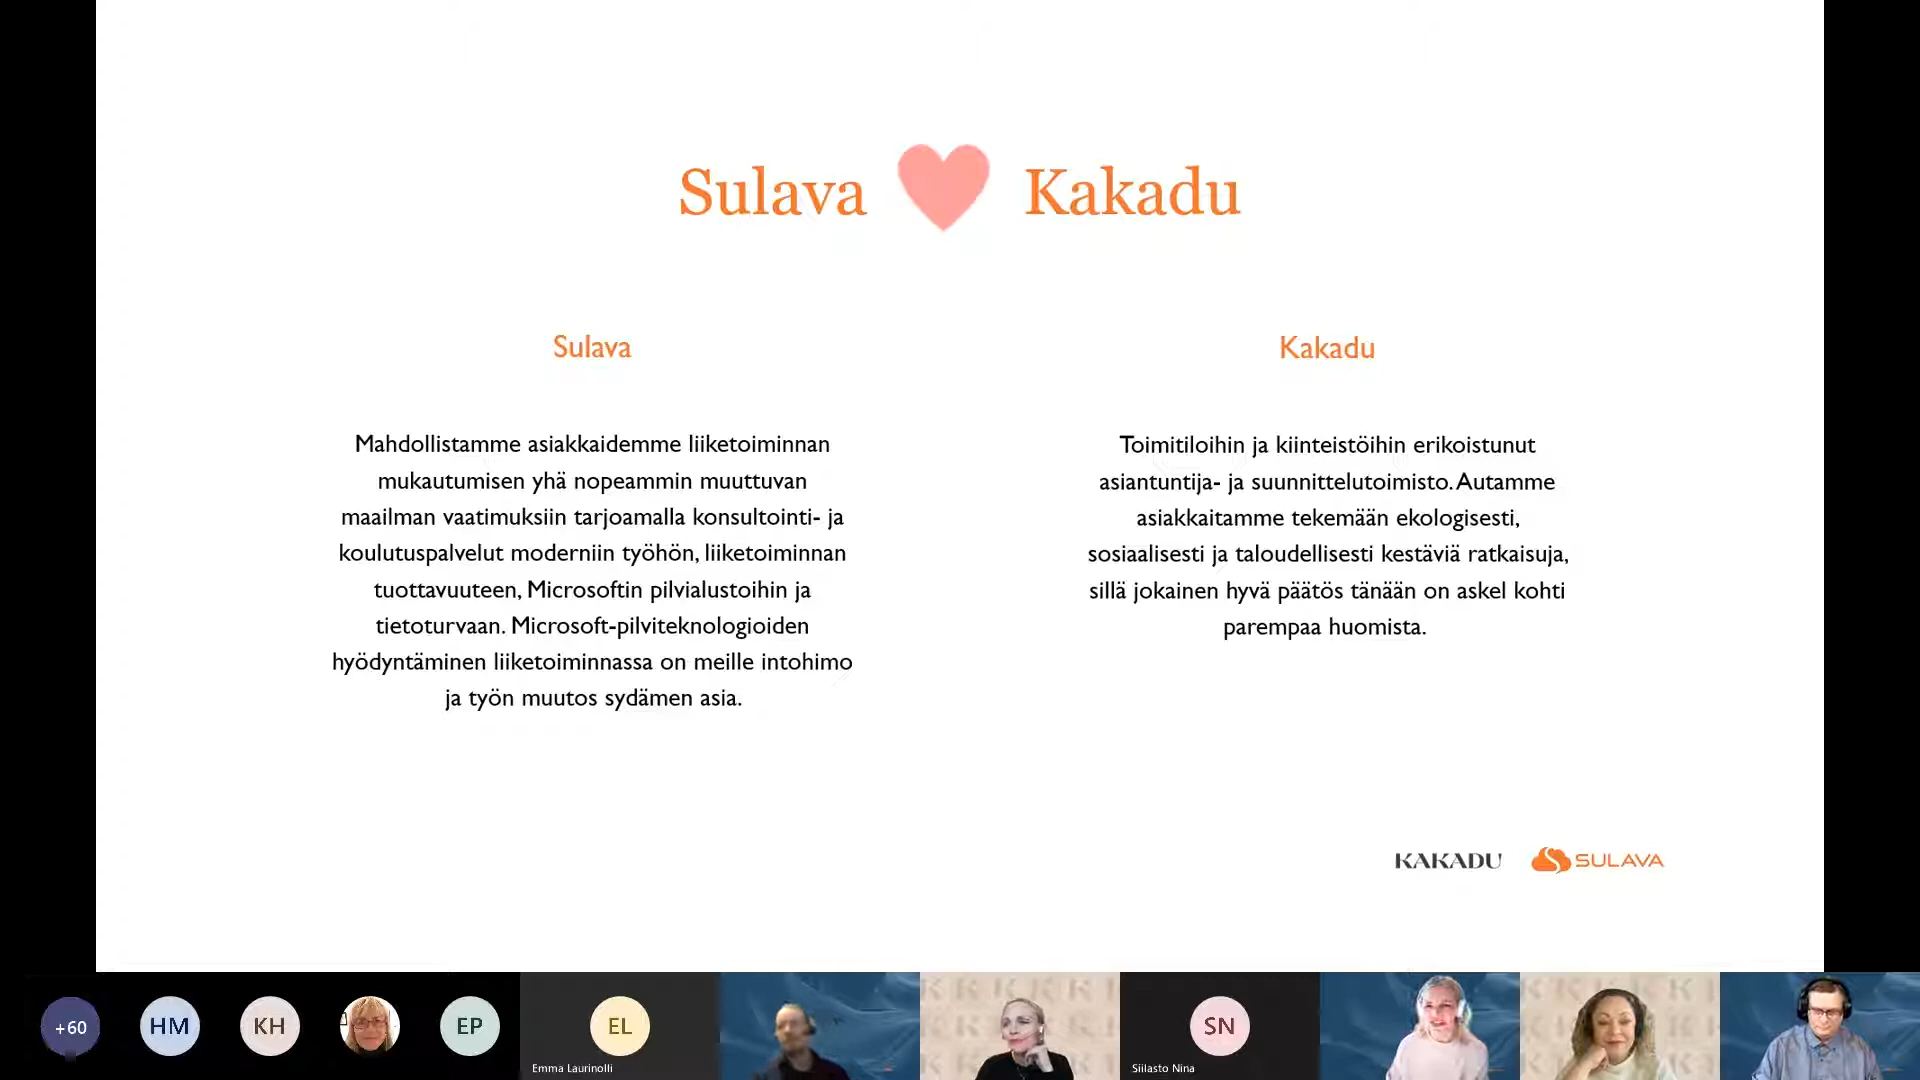 Sulava Kakadu
Sulava
Mahdollistamme asiakkaidemme liiketoiminnan
mukautumisen yhä nopeammin muuttuvan
maailman vaatimuksiin tarjoamalla konsultointi- ja
koulutuspalvelut moderniin työhön, liiketoiminnan
tuottavuuteen, Microsoftin pilvialustoihin ja
tietoturvaan. Microsoft-pilviteknologioiden
hyödyntäminen liiketoiminnassa on meille intohimo
ja työn muutos sydämen asia.
Kakadu
Toimitiloihin ja kiinteistöihin erikoistunut
asiantuntija- ja suunnittelutoimisto. Autamme
asiakkaitamme tekemään ekologisesti,
sosiaalisesti ja taloudellisesti kestäviä ratkaisuja,
sillä jokainen hyvä päätös tänään on askel kohti
parempaa huomista.
KAKADU SULAVA
+60 HM KH EP EL SN
Emma Laurinolli
Siilasto Nina